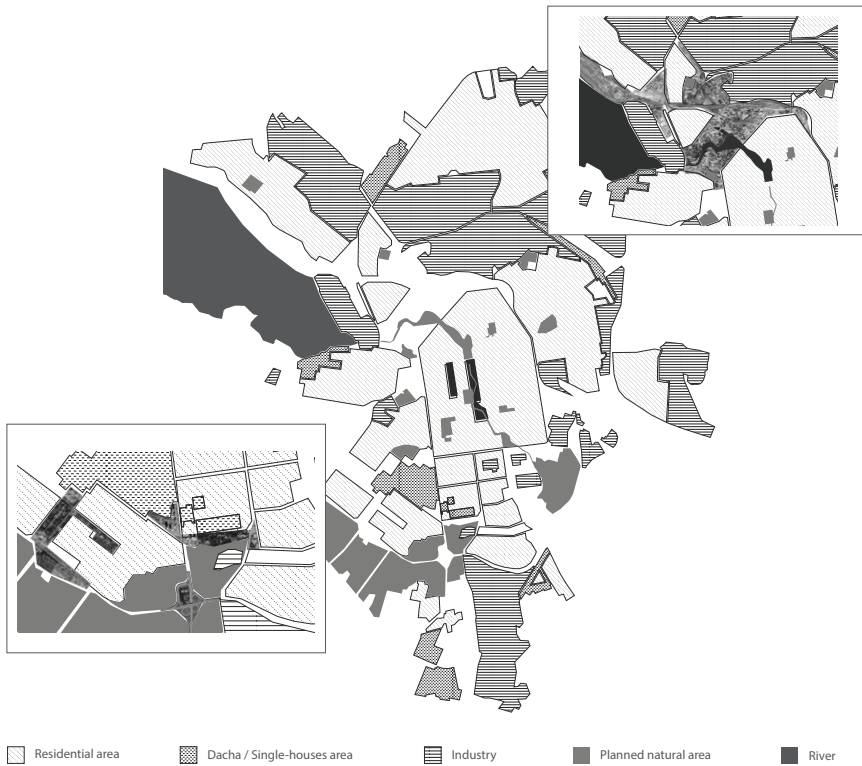 Residential area
Dacha / Single-houses area
Industry
Planned natural area
River